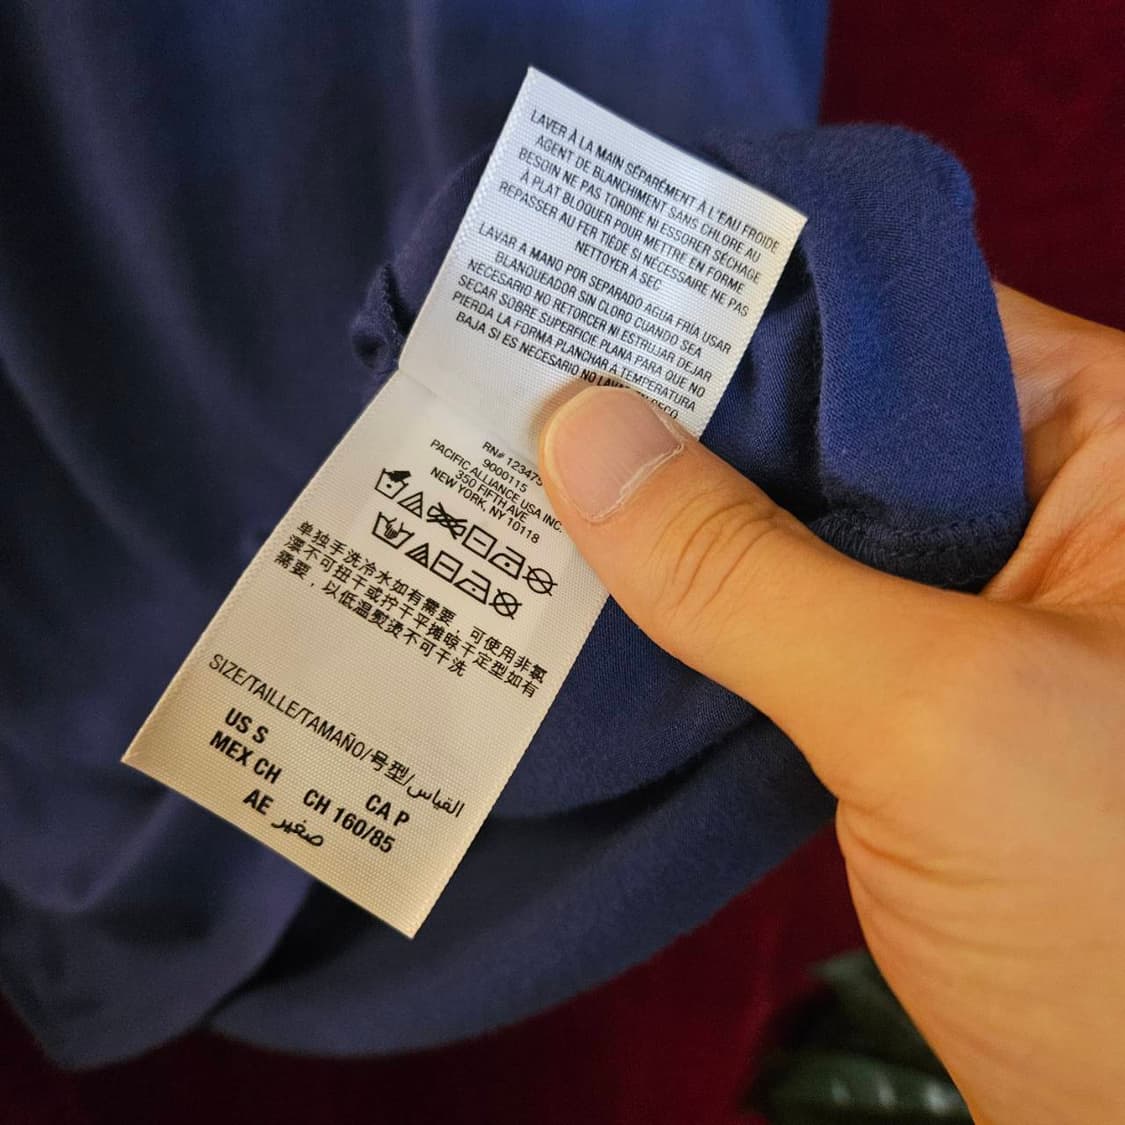 LAVER À LA MAIN SÉPARÉMENT À L'EAU FROIDE
AGENT DE BLANCHIMENT SANS CHLORE AU
BESOIN NE PAS TORDRE NI ESSORER SÉCHAGE
À PLAT BLOQUER POUR METTRE EN FORME
REPASSER AU FER TIÈDE SI NÉCESSAIRE NE PAS
NETTOYER À SEC
LAVAR A MANO POR SEPARADO AGUA FRÍA USAR
BLANQUEADOR SIN CLORO CUANDO SEA
NECESARIO NO RETORCER NI ESTRUJAR DEJAR
SECAR SOBRE SUPERFICIE PLANA PARA QUE NO
PIERDA LA FORMA PLANCHAR A TEMPERATURA
BAJA SI ES NECESARIO NO
RN# 123475
9000115
PACIFIC ALLIANCE USA INC.
350 FIFTH AVE.
NEW YORK, NY 10118
单独手洗冷水如有需要，可使用非氯
漂不可扭干或拧干平摊晾干定型如有
需要，以低温熨烫不可干洗
SIZE/TAILLE/TAMAÑO/号型/القياس
US S
CA P
MEX CH
CH 160/85
AE صغير